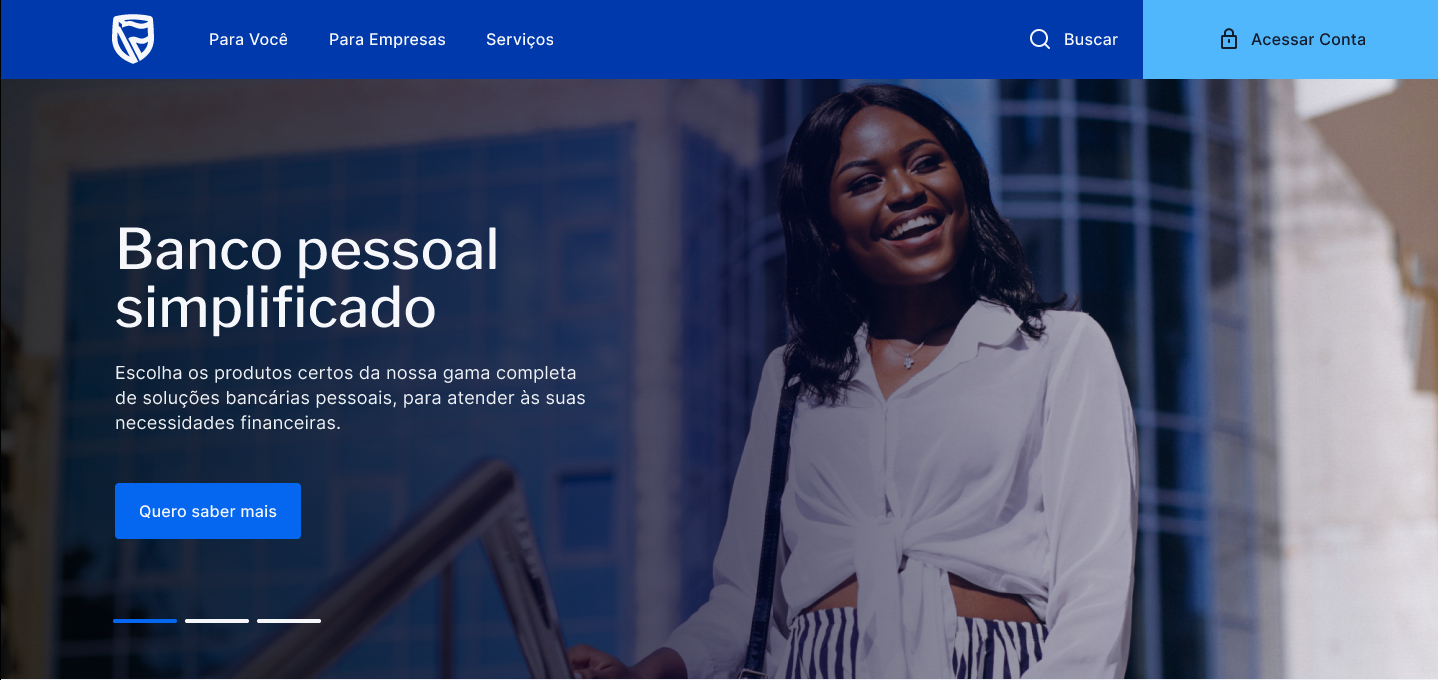 Para Você
Para Empresas
Serviços
Buscar
Acessar Conta
Banco pessoal
simplificado
Escolha os produtos certos da nossa gama completa
de soluções bancárias pessoais, para atender às suas
necessidades financeiras.
Quero saber mais